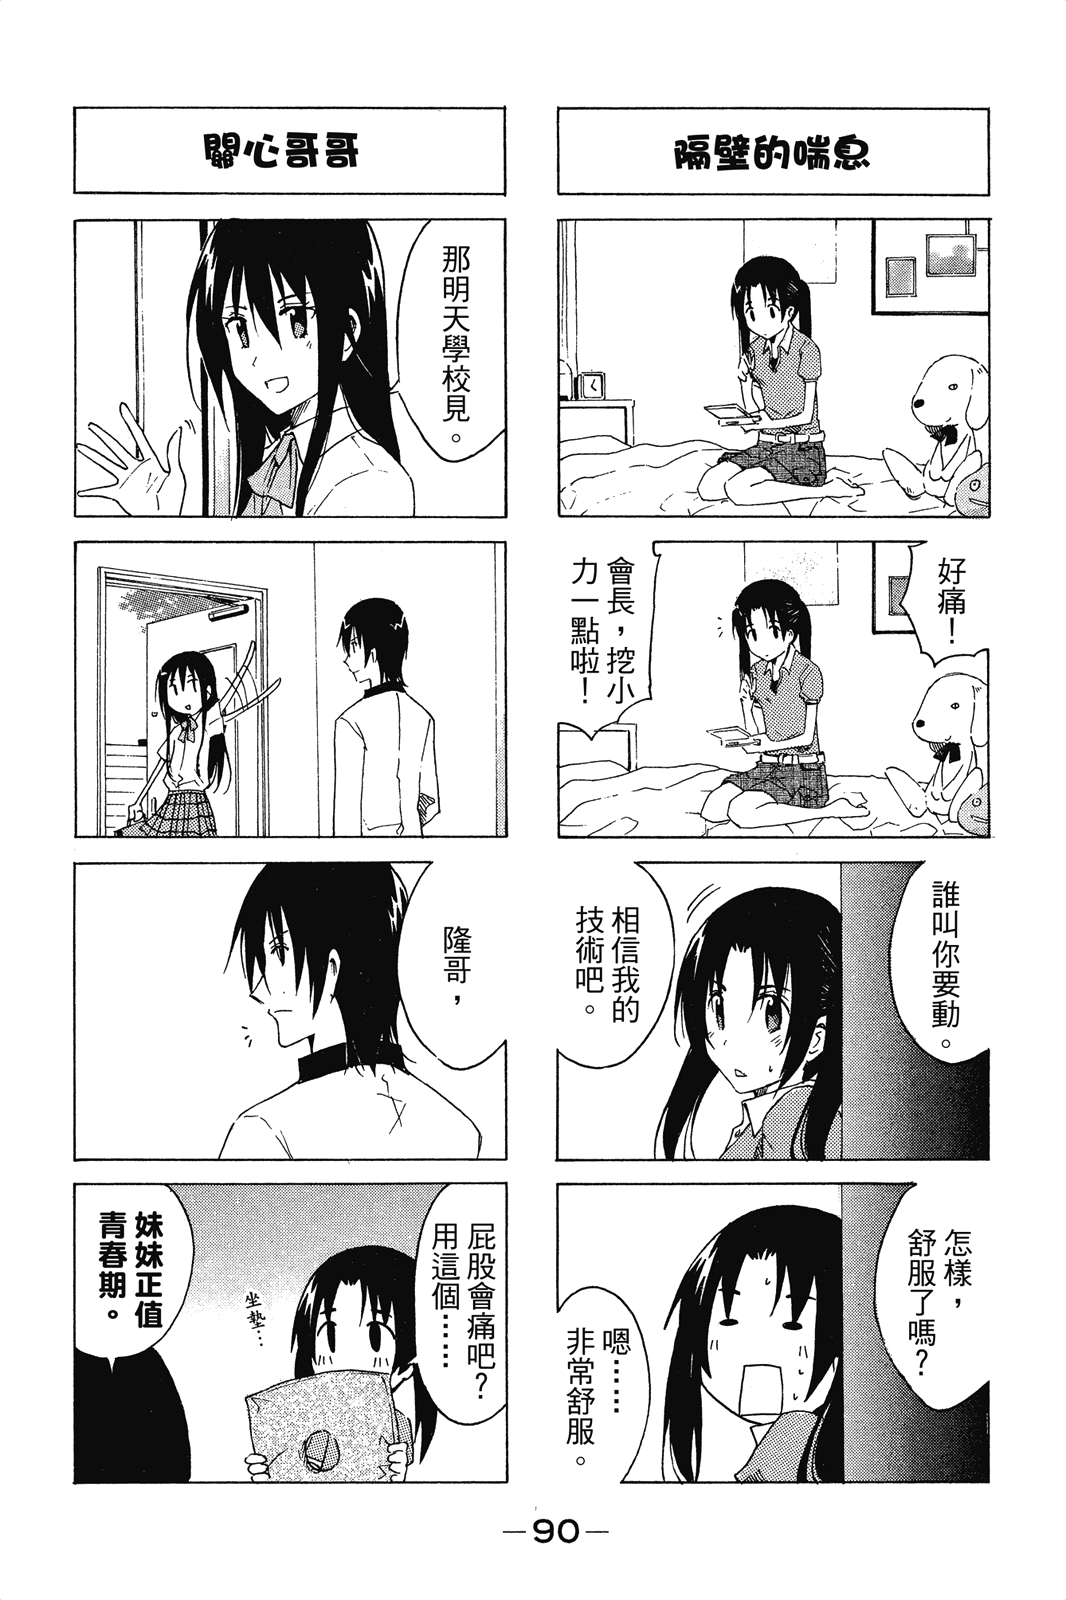 隔壁的喘息
好痛！
會長，挖小
力一點啦！
誰叫你要動。
相信我的
技術吧。
怎樣，
舒服了嗎？
嗯……
非常舒服。
關心哥哥
那明天學校見。
隆哥，
屁股會痛吧？
用這個……
坐墊…
妹妹正值
青春期。
—90—